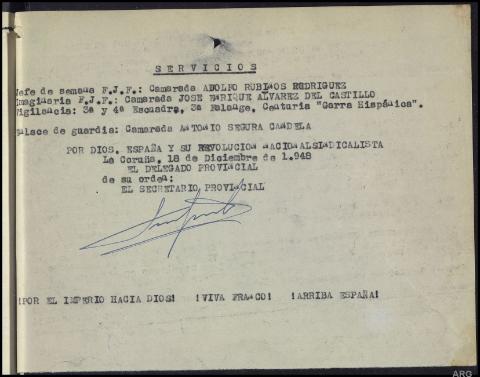 SERVICIOS
Jefe de semana F.J.F.: Camarada ADOLFO RUBINOS RODRIGUEZ
Imaginaria F.J.F.: Camarada JOSE ENRIQUE ALVAREZ DEL CASTILLO
Vigilancia: 3ª y 4ª Escuadra, 3ª Falange, Centuria "Garra Hispánica".
Enlace de guardia: Camarada ANTONIO SEGURA CANDELA
POR DIOS, ESPAÑA Y SU REVOLUCION NACIONALSINDICALISTA
La Coruña, 18 de Diciembre de 1.948
EL DELEGADO PROVINCIAL
de su orden:
EL SECRETARIO PROVINCIAL
!POR EL IMPERIO HACIA DIOS! !VIVA FRANCO! !ARRIBA ESPAÑA!
ARG